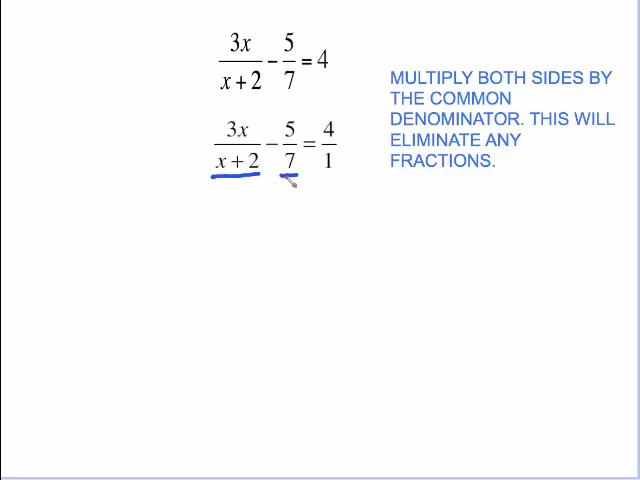 3x/(x + 2) − 5/7 = 4
3x/(x + 2) − 5/7 = 4/1
MULTIPLY BOTH SIDES BY
THE COMMON
DENOMINATOR. THIS WILL
ELIMINATE ANY
FRACTIONS.